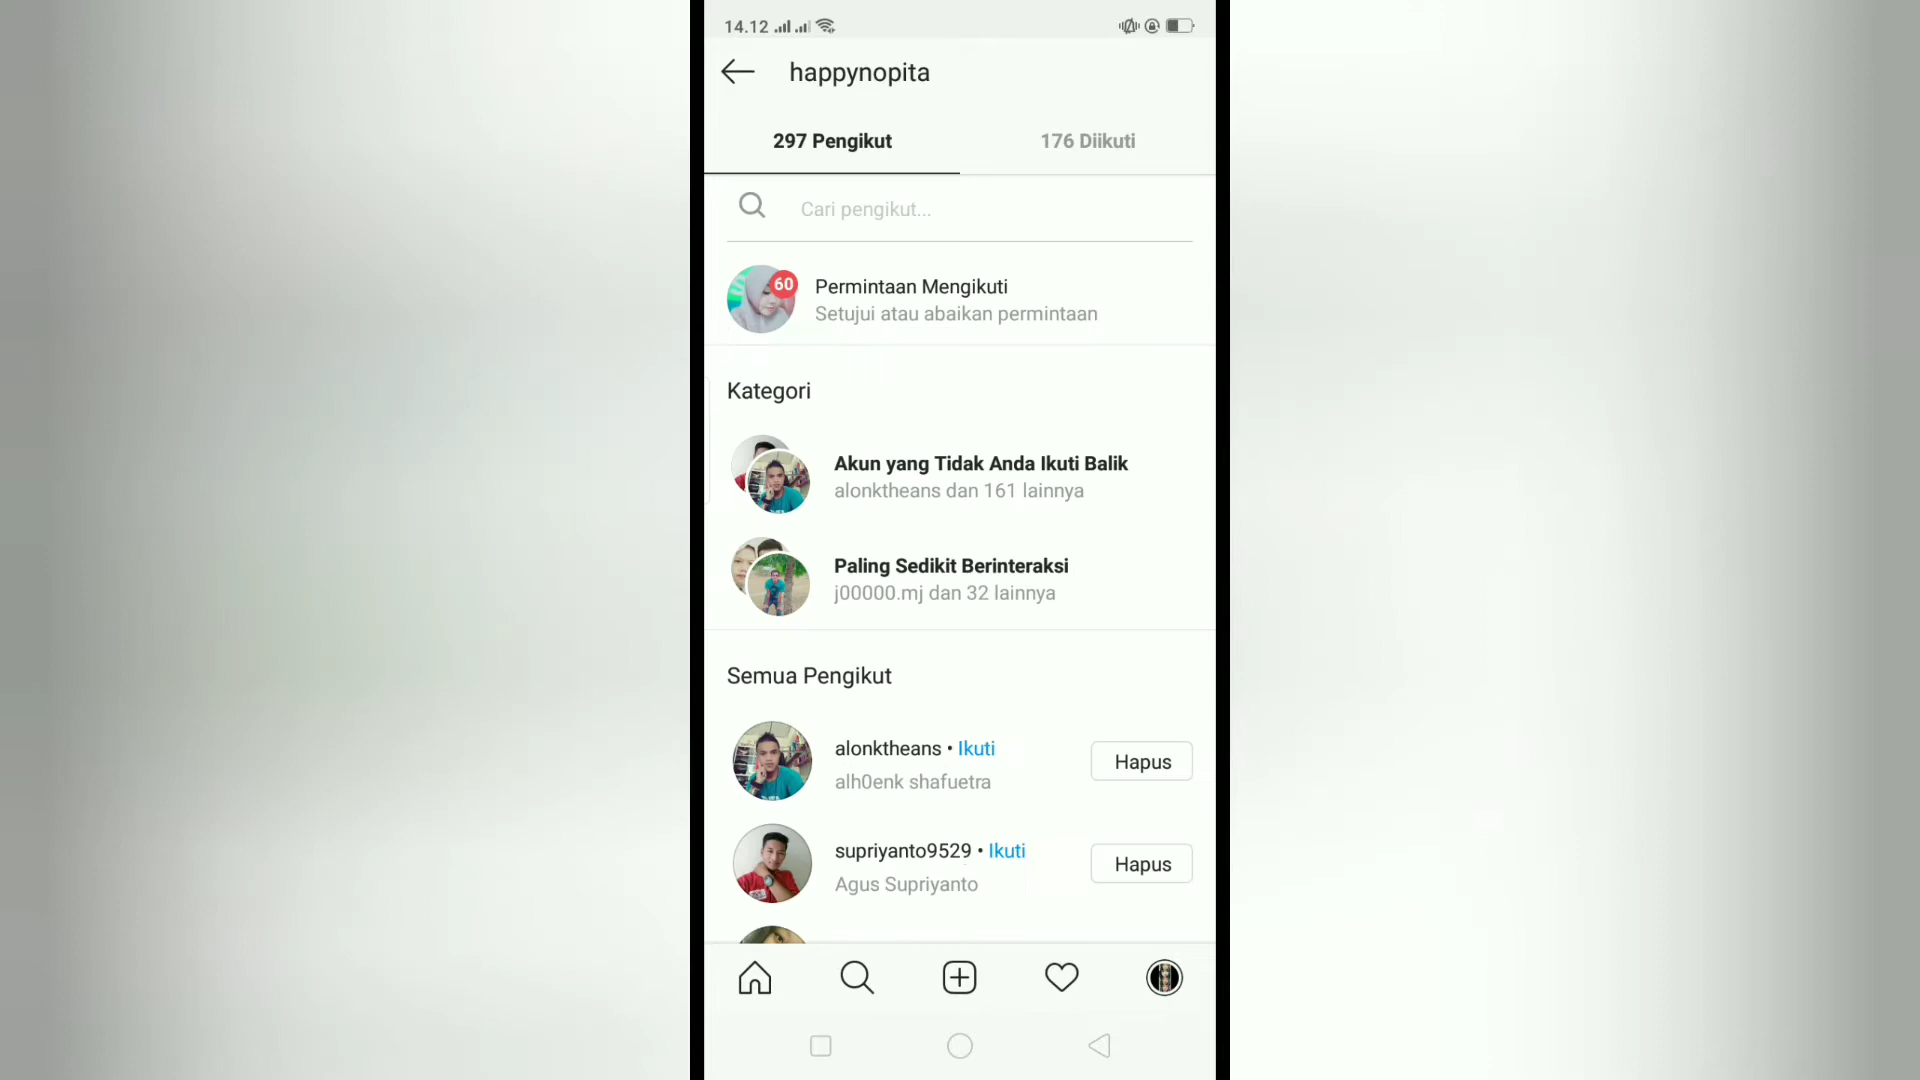 14.12
happynopita
297 Pengikut
176 Diikuti
Cari pengikut...
60
Permintaan Mengikuti
Setujui atau abaikan permintaan
Kategori
Akun yang Tidak Anda Ikuti Balik
alonktheans dan 161 lainnya
Paling Sedikit Berinteraksi
j00000.mj dan 32 lainnya
Semua Pengikut
alonktheans • Ikuti
alh0enk shafuetra
Hapus
supriyanto9529 • Ikuti
Agus Supriyanto
Hapus